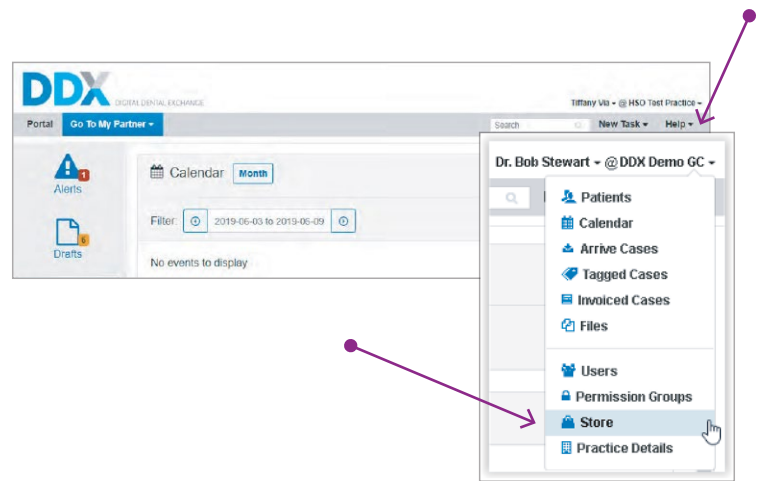 DDX DIGITAL DENTAL EXCHANGE
Tiffany Via @ HSO Test Practice
Portal Go To My Partner Search New Task Help
Alerts 1
Drafts 6
Calendar Month
Filter: 2019-06-03 to 2019-06-09
No events to display
Dr. Bob Stewart @ DDX Demo GC
Patients
Calendar
Arrive Cases
Tagged Cases
Invoiced Cases
Files
Users
Permission Groups
Store
Practice Details